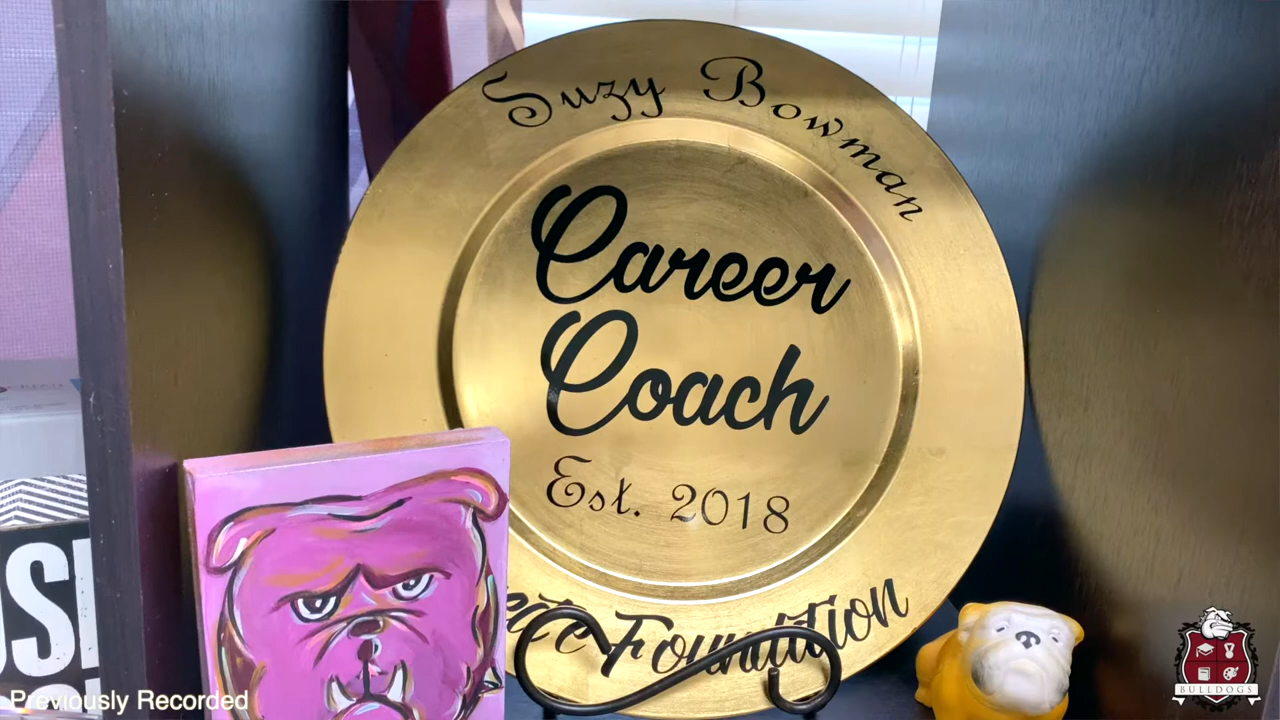 Suzy Bowman
Career
Coach
Est. 2018
Foundation
Previously Recorded
BULLDOGS